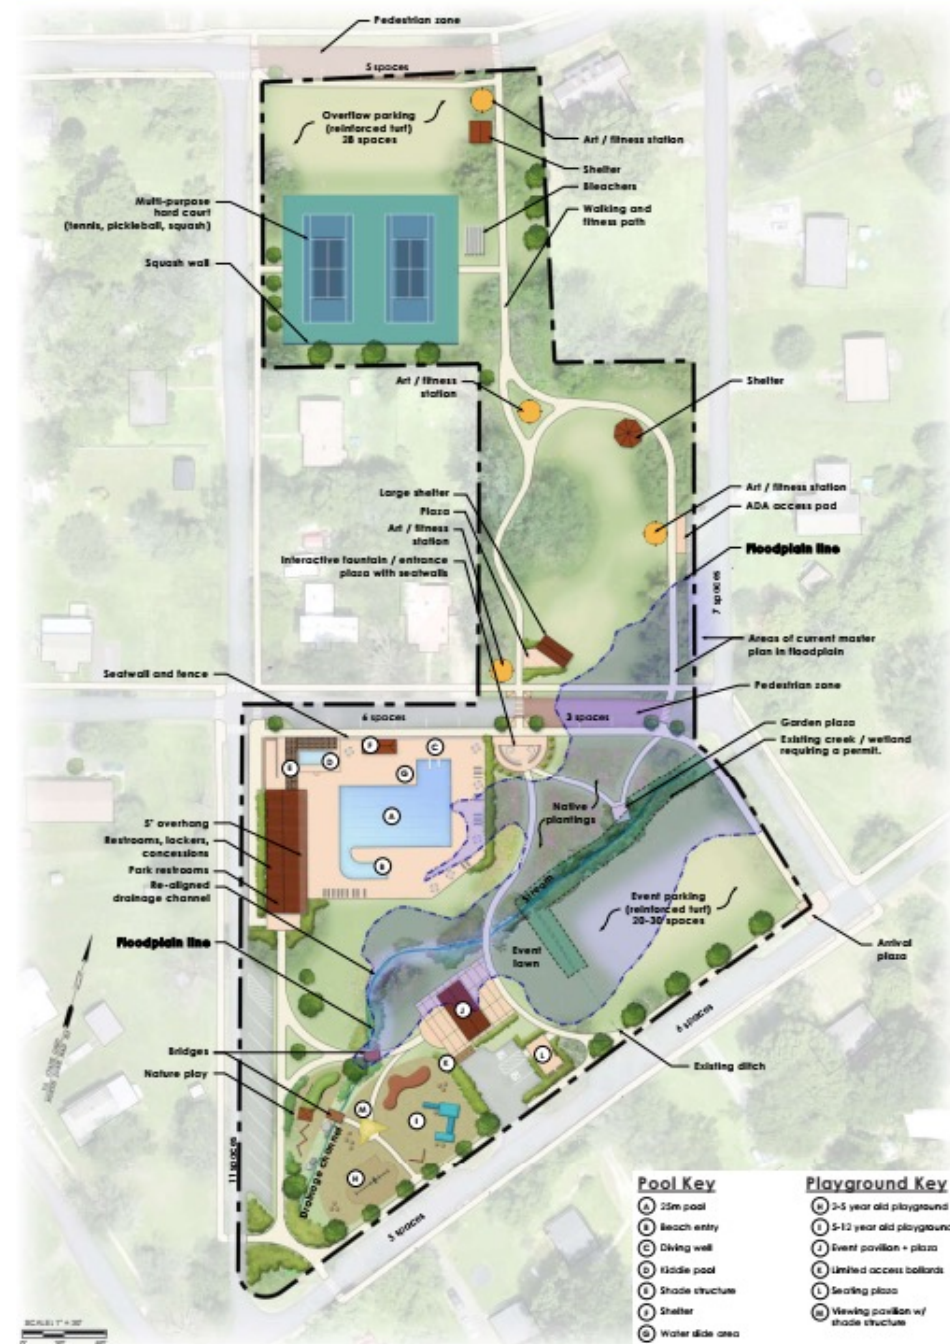 Pedestrian zone
5 spaces
Overflow parking
(reinforced turf)
28 spaces
Art / fitness station
Shelter
Bleachers
Multi-purpose
hard court
(tennis, pickleball, squash)
Walking and
fitness path
Squash wall
Art / fitness
station
Shelter
Large shelter
Plaza
Art / fitness
station
Interactive fountain / entrance
plaza with seatwalls
Art / fitness station
ADA access pad
Floodplain line
7 spaces
Areas of current master
plan in floodplain
Seatwall and fence
Pedestrian zone
6 spaces
3 spaces
Garden plaza
Existing creek / wetland
requiring a permit.
F
C
E
D
G
A
B
Native
plantings
5' overhang
Restrooms, lockers,
concessions
Park restrooms
Re-aligned
drainage channel
Floodplain line
Stream
Event parking
(reinforced turf)
20-30 spaces
Event
lawn
Arrival
plaza
J
6 spaces
L
K
Existing ditch
Bridges
Nature play
M
I
H
Drainage channel
11 spaces
5 spaces
Pool Key
A 25m pool
B Beach entry
C Diving well
D Kiddie pool
E Shade structure
Shelter
G Water slide area
Playground Key
H 2-5 year old playground
I 5-12 year old playground
J Event pavilion + plaza
Limited access bollards
L Seating plaza
M Viewing pavilion w/
shade structure